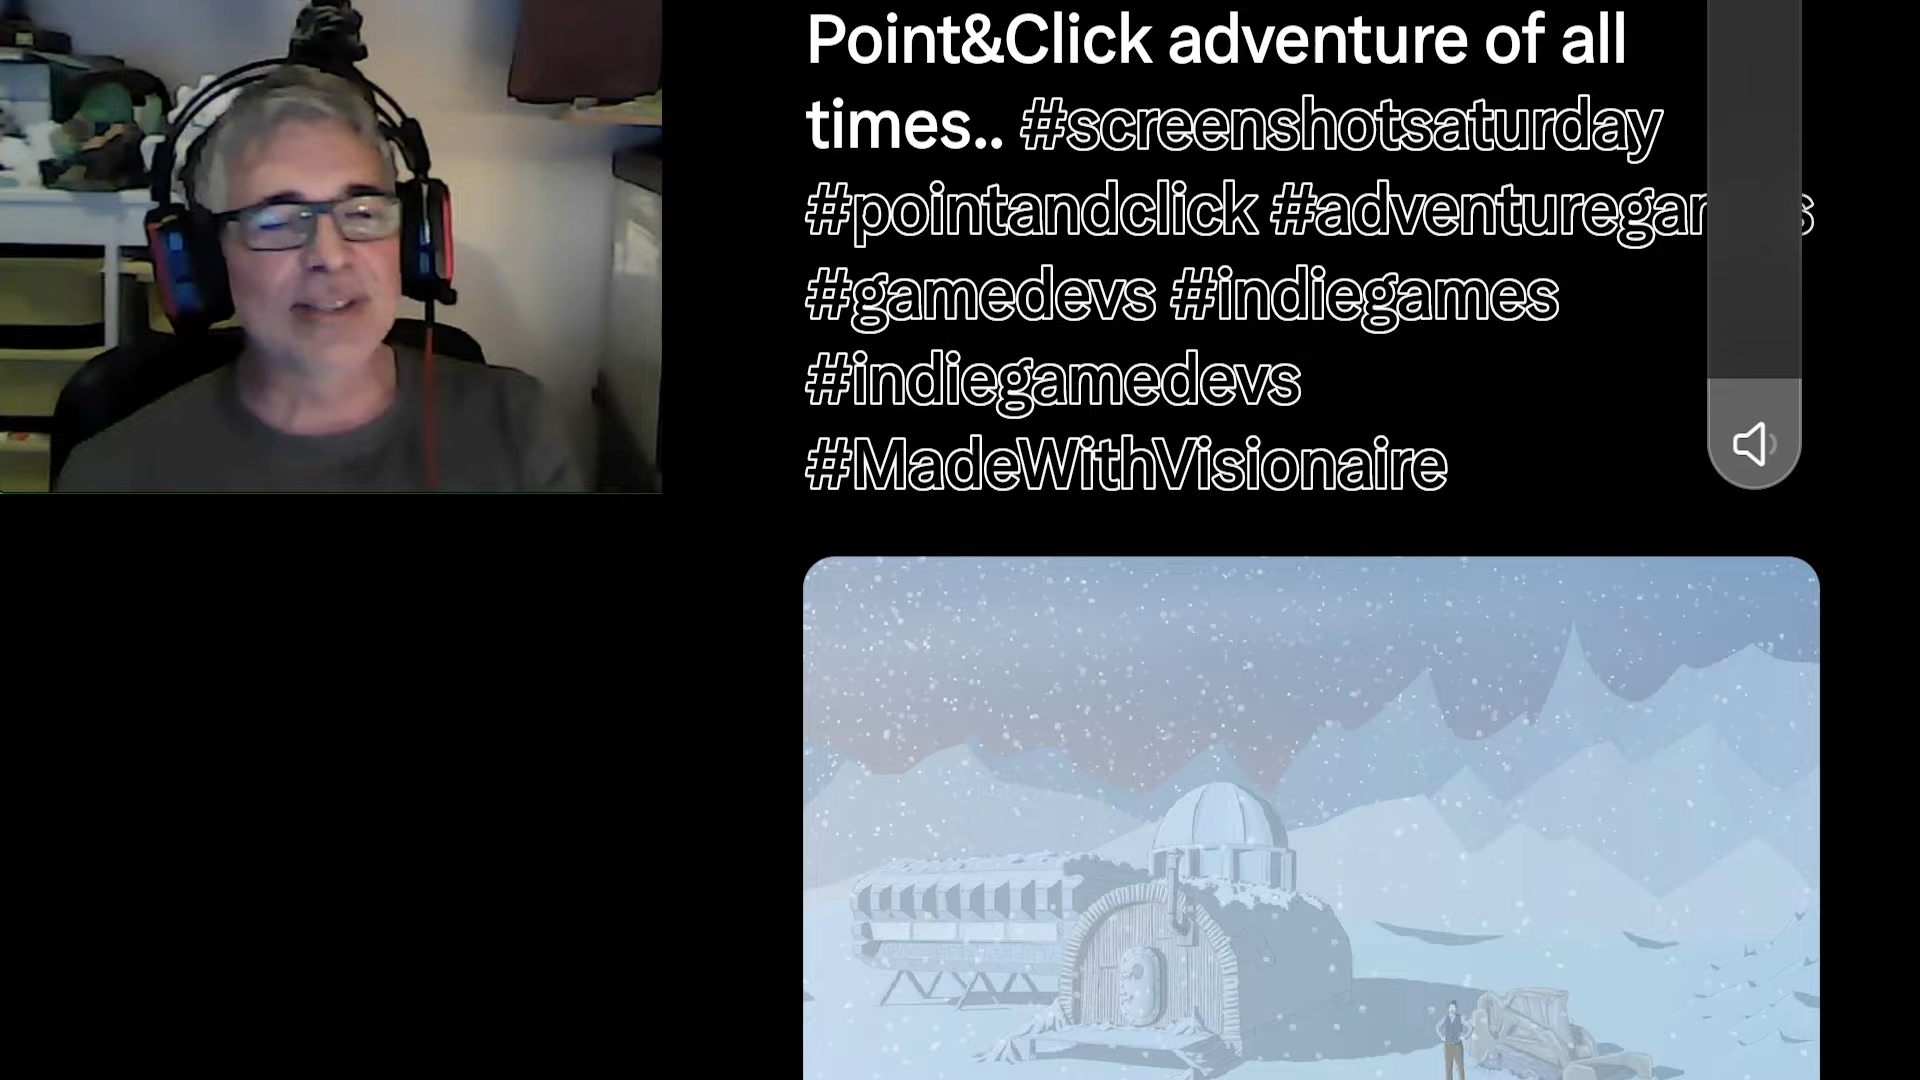 Point&Click adventure of all
times.. #screenshotsaturday
#pointandclick
#gamedevs #indiegames
#indiegamedevs
#MadeWithVisionaire